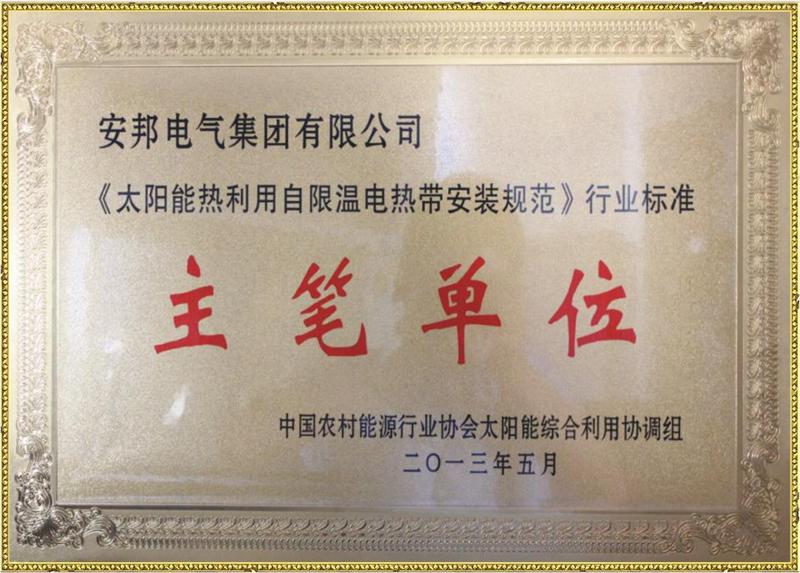 安邦电气集团有限公司
《太阳能热利用自限温电热带安装规范》行业标准
主笔单位
中国农村能源行业协会太阳能综合利用协调组
二〇一三年五月